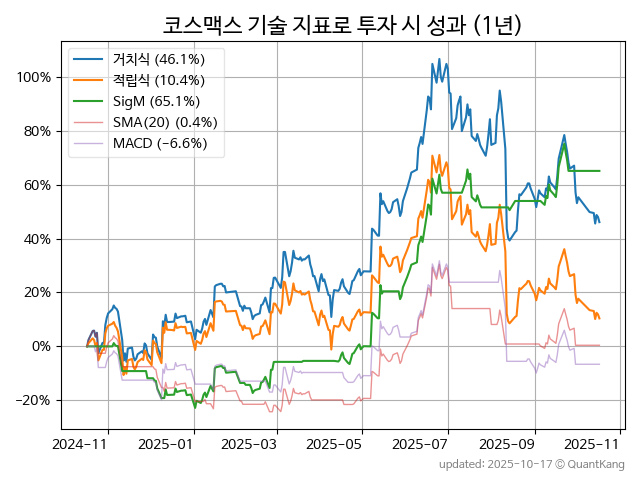 코스맥스 기술 지표로 투자 시 성과 (1년)
거치식 (46.1%)
적립식 (10.4%)
SigM (65.1%)
SMA(20) (0.4%)
MACD (−6.6%)
100%
80%
60%
40%
20%
0%
−20%
2024−11 2025−01 2025−03 2025−05 2025−07 2025−09 2025−11
updated: 2025-10-17 © QuantKang